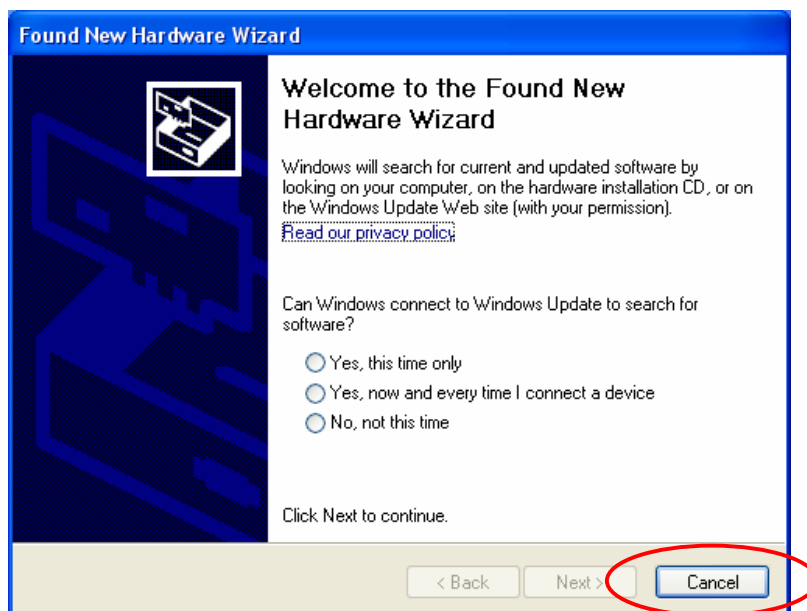 Found New Hardware Wizard
Welcome to the Found New
Hardware Wizard
Windows will search for current and updated software by
looking on your computer, on the hardware installation CD, or on
the Windows Update Web site (with your permission).
Read our privacy policy
Can Windows connect to Windows Update to search for
software?
Yes, this time only
Yes, now and every time I connect a device
No, not this time
Click Next to continue.
< Back Next > Cancel